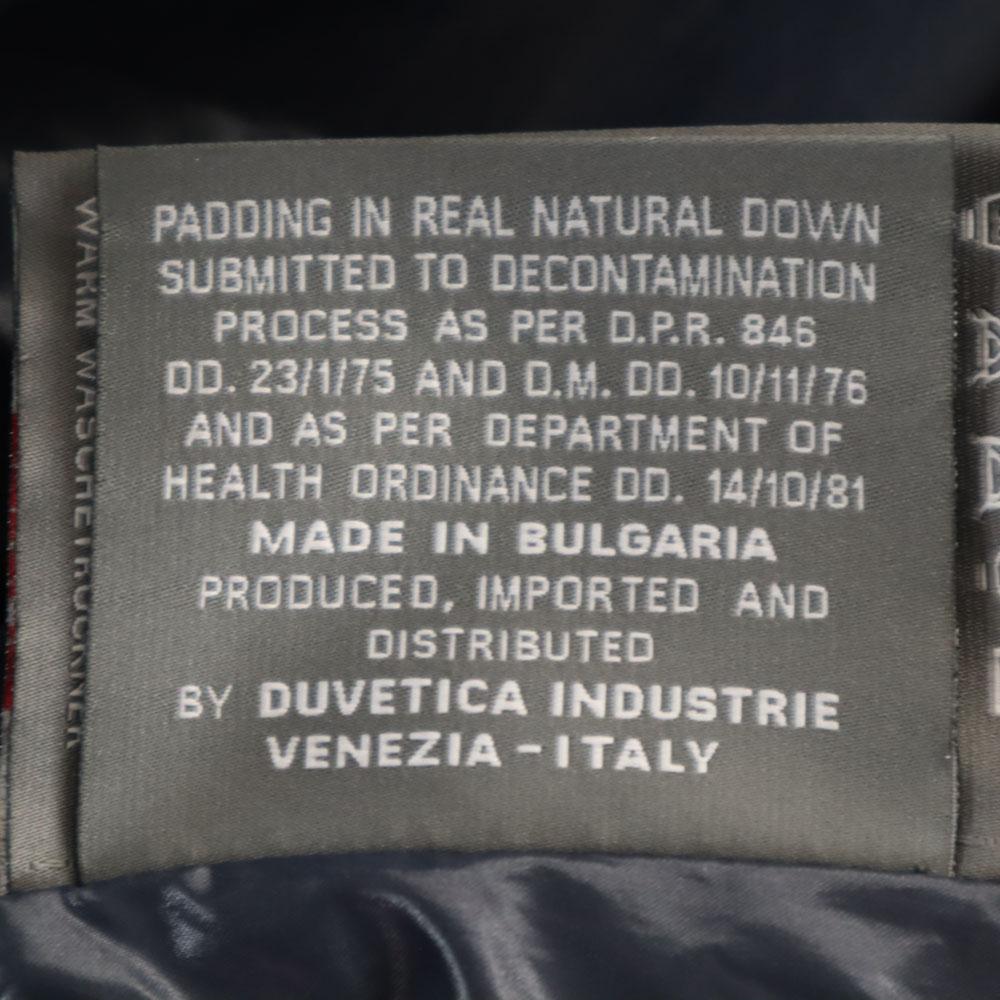 PADDING IN REAL NATURAL DOWN
SUBMITTED TO DECONTAMINATION
PROCESS AS PER D.P.R. 846
DD. 23/1/75 AND D.M. DD. 10/11/76
AND AS PER DEPARTMENT OF
HEALTH ORDINANCE DD. 14/10/81
MADE IN BULGARIA
PRODUCED, IMPORTED AND
DISTRIBUTED
BY DUVETICA INDUSTRIE
VENEZIA - ITALY
WARM